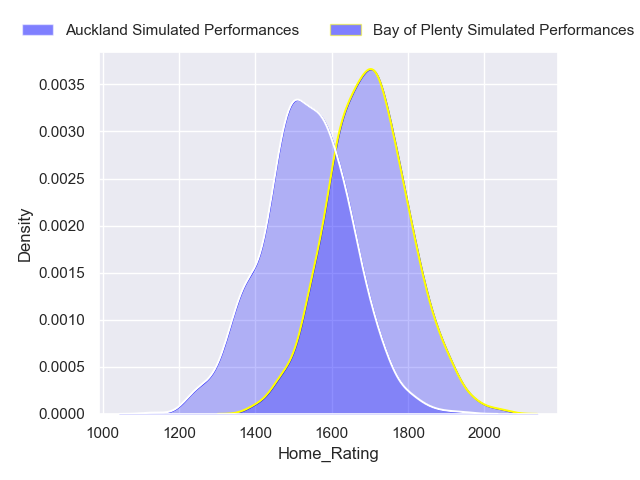 Auckland Simulated Performances Bay of Plenty Simulated Performances
0.0035
0.0030
0.0025
0.0020
0.0015
0.0010
0.0005
0.0000
Density
1000 1200 1400 1600 1800 2000
Home_Rating